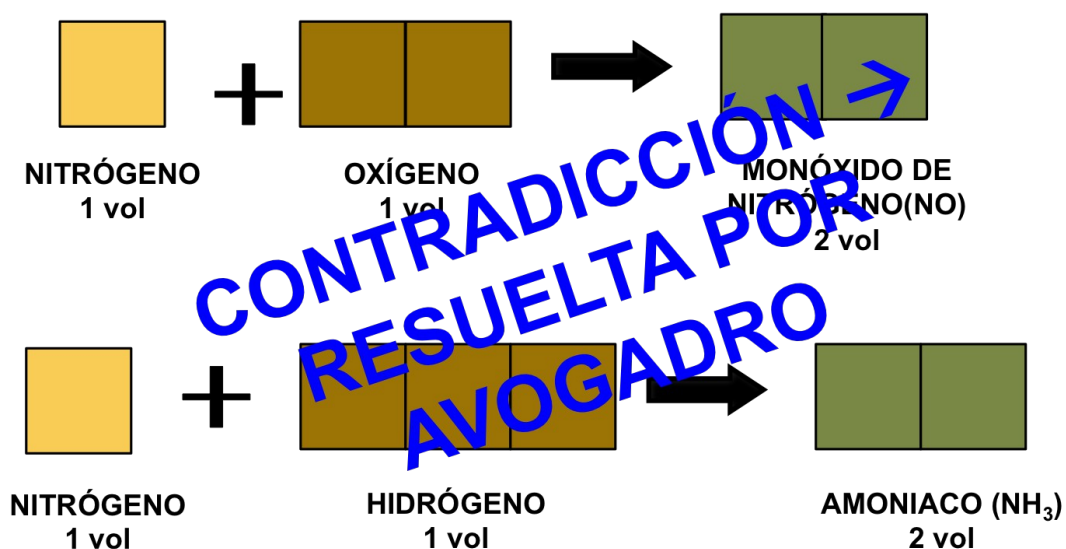 NITRÓGENO
1 vol
OXÍGENO
1 vol
MONÓXIDO DE
NITRÓGENO(NO)
2 vol
CONTRADICCIÓN →
RESUELTA POR
AVOGADRO
NITRÓGENO
1 vol
HIDRÓGENO
1 vol
AMONIACO (NH₃)
2 vol